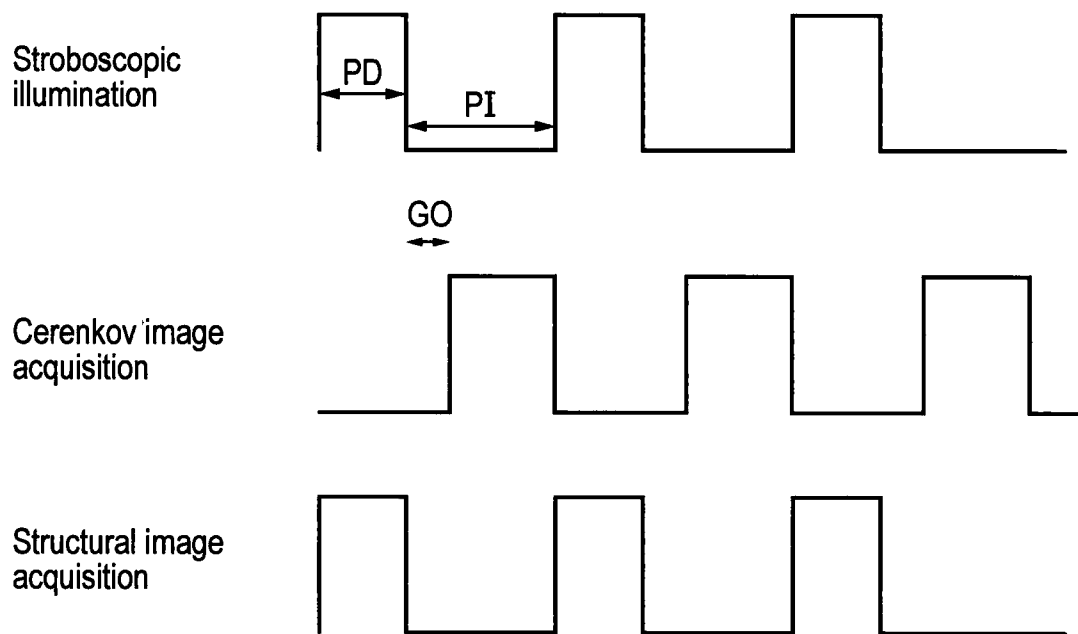 Stroboscopic
illumination
PD
PI
GO
Cerenkov image
acquisition
Structural image
acquisition